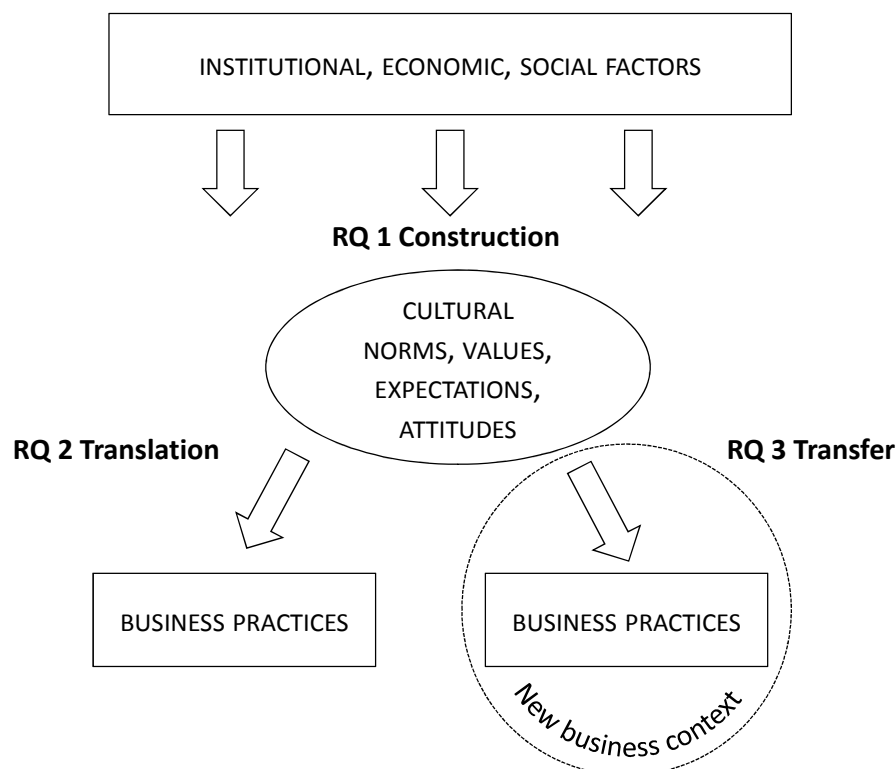 INSTITUTIONAL, ECONOMIC, SOCIAL FACTORS
RQ 1 Construction
CULTURAL
NORMS, VALUES,
EXPECTATIONS,
ATTITUDES
RQ 2 Translation
RQ 3 Transfer
BUSINESS PRACTICES
BUSINESS PRACTICES
New business context